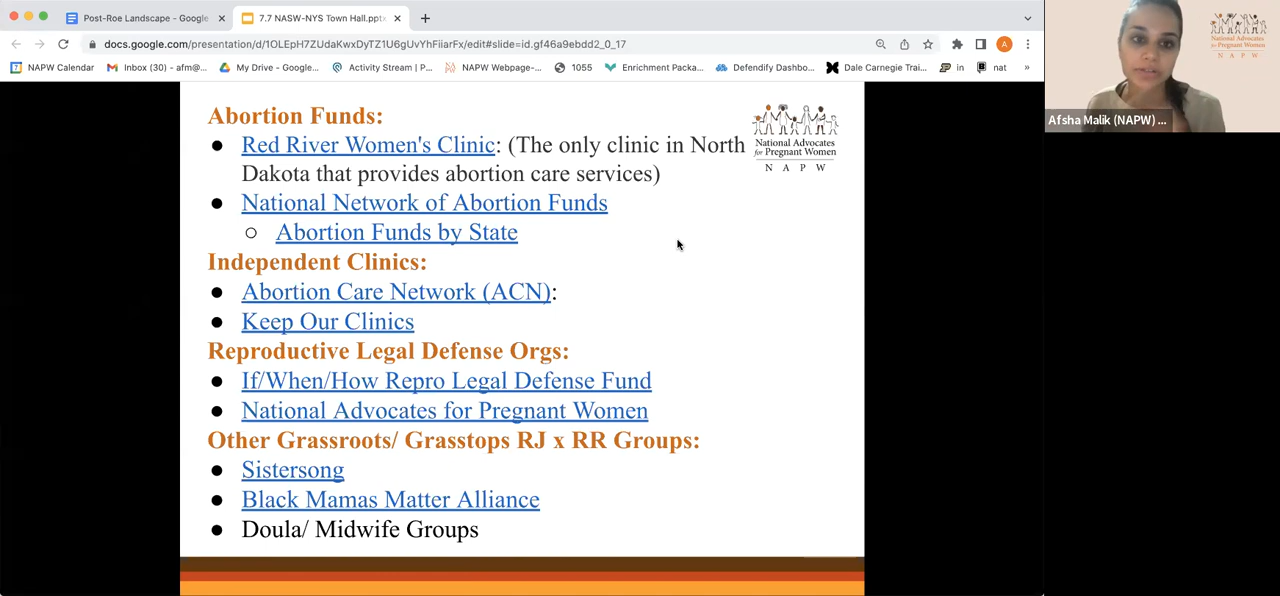 Post-Roe Landscape - Google
7.7 NASW-NYS Town Hall.pptx
docs.google.com/presentation/d/1OLEpH7ZUdaKwxDyTZ1U6gUvYhFiiarFx/edit#slide=id.gf46a9ebdd2_0_17
A
7 NAPW Calendar
Inbox (30) - afm@...
My Drive - Google...
Activity Stream | P...
NAPW Webpage-...
1055
Enrichment Packa...
Defendify Dashbo...
Dale Carnegie Trai...
in
nat
»
Abortion Funds:
● Red River Women's Clinic: (The only clinic in North
Dakota that provides abortion care services)
● National Network of Abortion Funds
○ Abortion Funds by State
Independent Clinics:
● Abortion Care Network (ACN):
● Keep Our Clinics
Reproductive Legal Defense Orgs:
● If/When/How Repro Legal Defense Fund
● National Advocates for Pregnant Women
Other Grassroots/ Grasstops RJ x RR Groups:
● Sistersong
● Black Mamas Matter Alliance
● Doula/ Midwife Groups
National Advocates
for Pregnant Women
N A P W
National Advocates
for Pregnant Women
N A P W
Afsha Malik (NAPW) ...